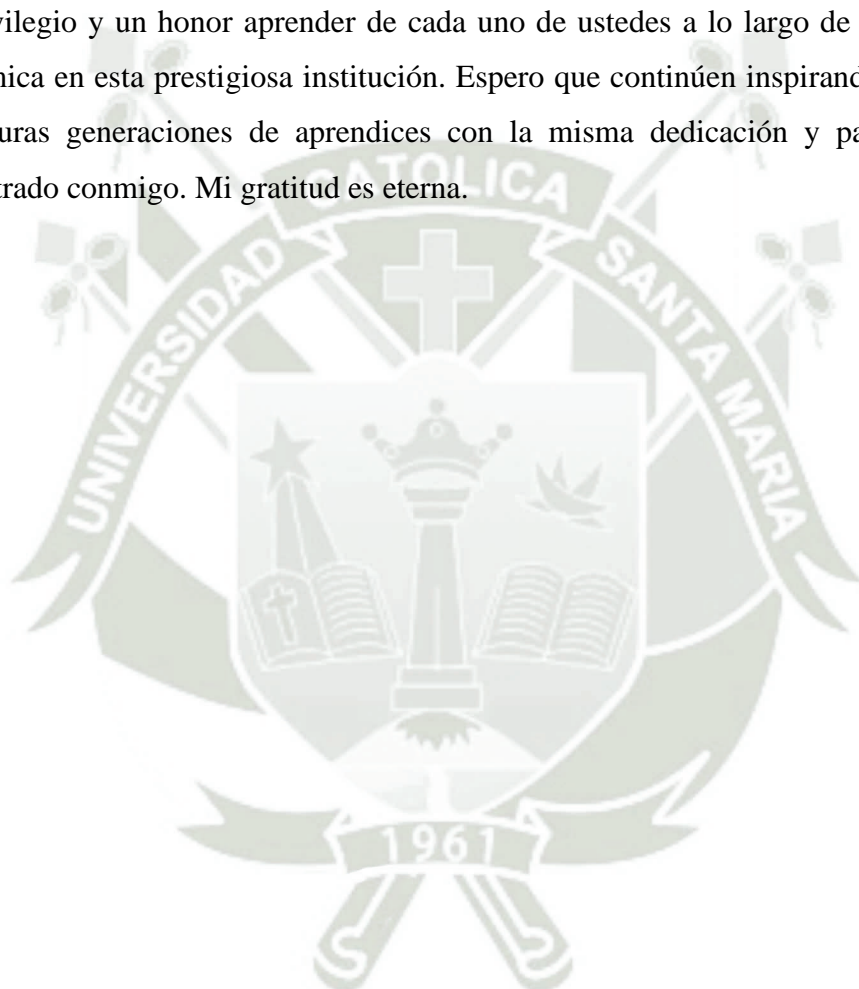 vilegio y un honor aprender de cada uno de ustedes a lo largo de
nica en esta prestigiosa institución. Espero que continúen inspirand
uras generaciones de aprendices con la misma dedicación y pa
trado conmigo. Mi gratitud es eterna.
UNIVERSIDAD CATOLICA SANTA MARIA
1961